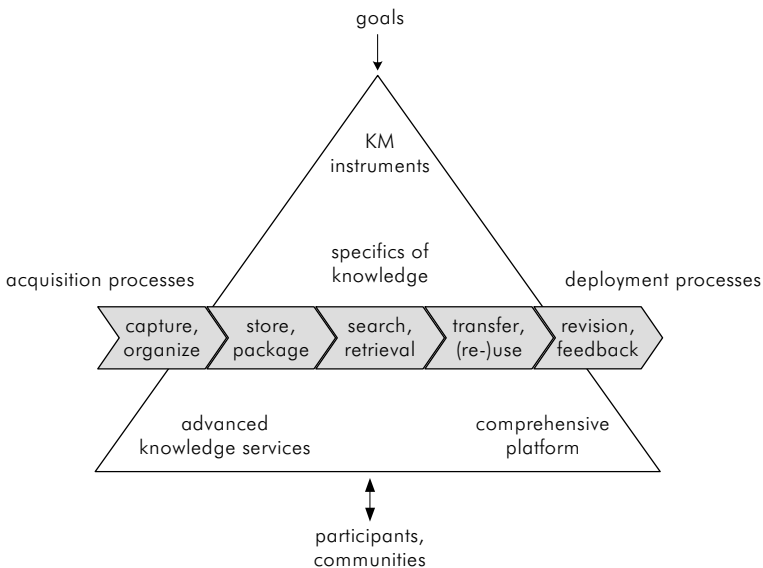 goals
KM
instruments
specifics of
knowledge
acquisition processes
deployment processes
capture,
organize
store,
package
search,
retrieval
transfer,
(re-)use
revision,
feedback
advanced
knowledge services
comprehensive
platform
participants,
communities